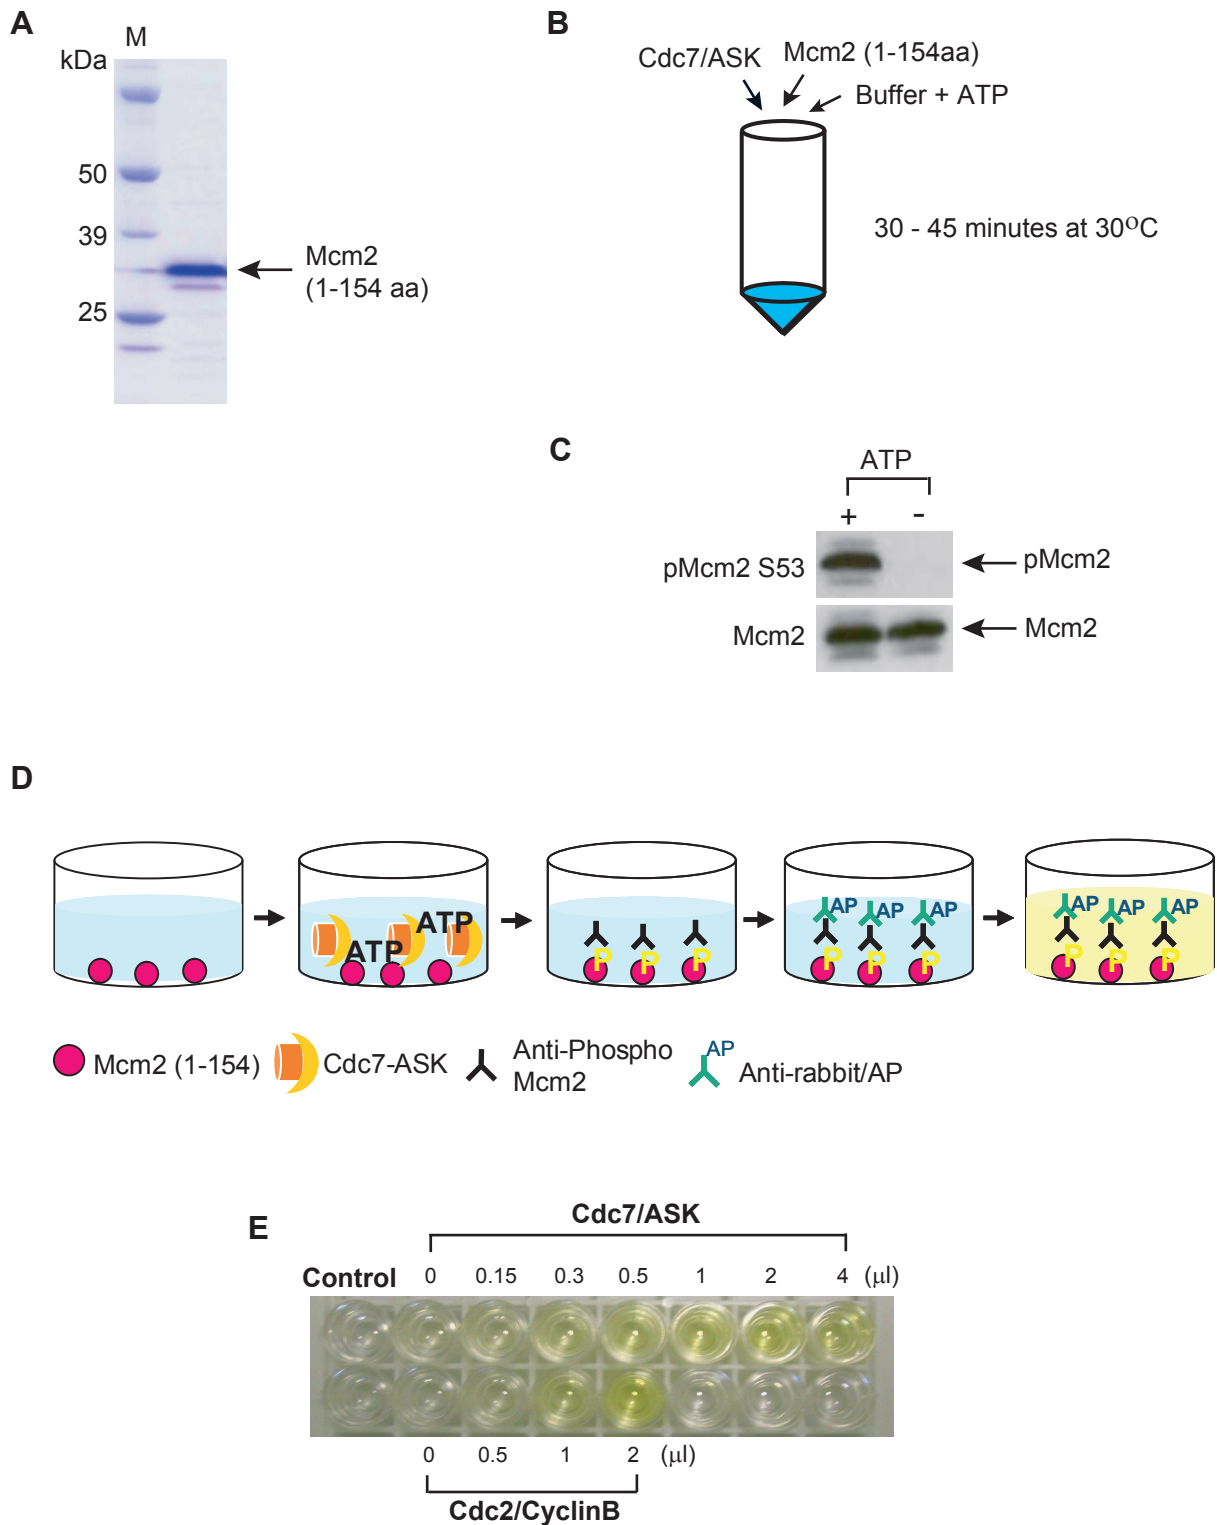 A
M
kDa
50
39
25
Mcm2
(1-154 aa)
B
Cdc7/ASK
Mcm2 (1-154aa)
Buffer + ATP
30 - 45 minutes at 30°C
C
ATP
+ -
pMcm2 S53
pMcm2
Mcm2
Mcm2
D
ATP
ATP
P P P
AP AP AP
P P P
AP AP AP
P P P
Mcm2 (1-154)
Cdc7-ASK
Anti-Phospho
Mcm2
AP
Anti-rabbit/AP
E
Cdc7/ASK
Control 0 0.15 0.3 0.5 1 2 4 (µl)
0 0.5 1 2 (µl)
Cdc2/CyclinB